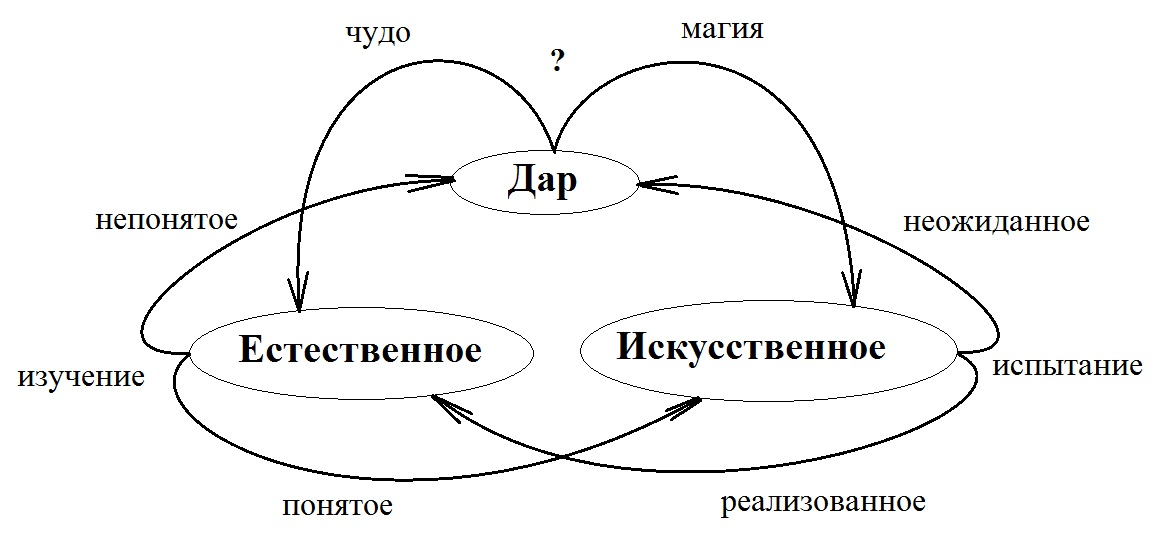 чудо
?
магия
Дар
непонятое
неожиданное
Естественное
Искусственное
изучение
испытание
понятое
реализованное